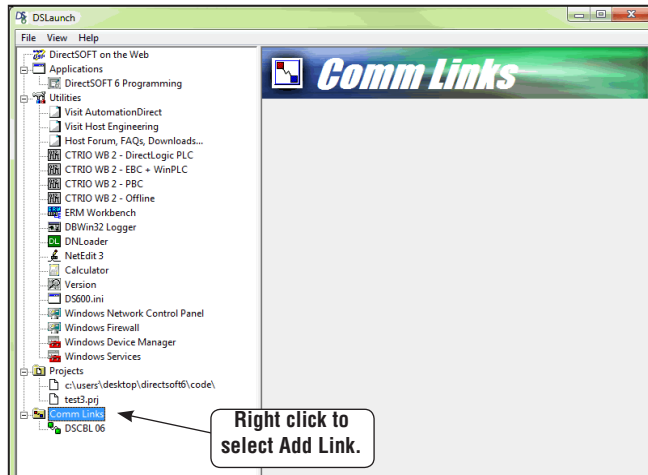 DSLaunch
File View Help
DirectSOFT on the Web
Comm Links
Applications
DirectSOFT 6 Programming
Utilities
Visit AutomationDirect
Visit Host Engineering
Host Forum, FAQs, Downloads...
CTRIO WB 2 - DirectLogic PLC
CTRIO WB 2 - EBC + WinPLC
CTRIO WB 2 - PBC
CTRIO WB 2 - Offline
ERM Workbench
DBWin32 Logger
DL DNLoader
NetEdit 3
Calculator
Version
DS600.ini
Windows Network Control Panel
Windows Firewall
Windows Device Manager
Windows Services
Projects
c:\users\desktop\directsoft6\code\
test3.prj
Comm Links
DSCBL 06
Right click to
select Add Link.